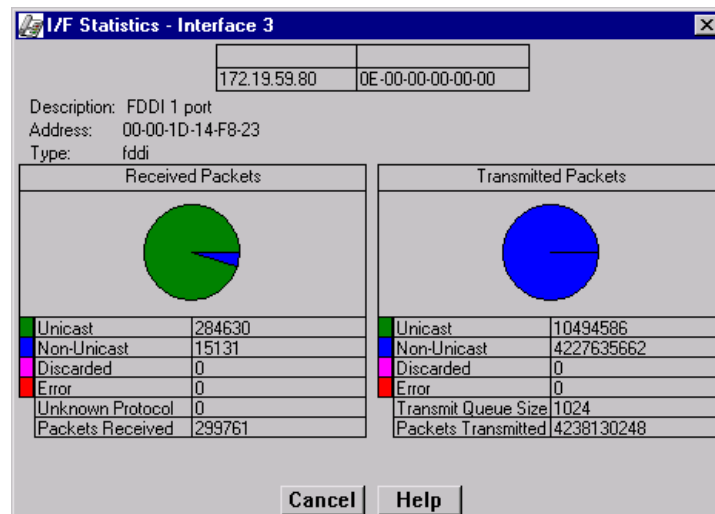 I/F Statistics - Interface 3
172.19.59.80 0E-00-00-00-00-00
Description: FDDI 1 port
Address: 00-00-1D-14-F8-23
Type: fddi
Received Packets
Unicast 284630
Non-Unicast 15131
Discarded 0
Error 0
Unknown Protocol 0
Packets Received 299761
Transmitted Packets
Unicast 10494586
Non-Unicast 4227635662
Discarded 0
Error 0
Transmit Queue Size 1024
Packets Transmitted 4238130248
Cancel Help